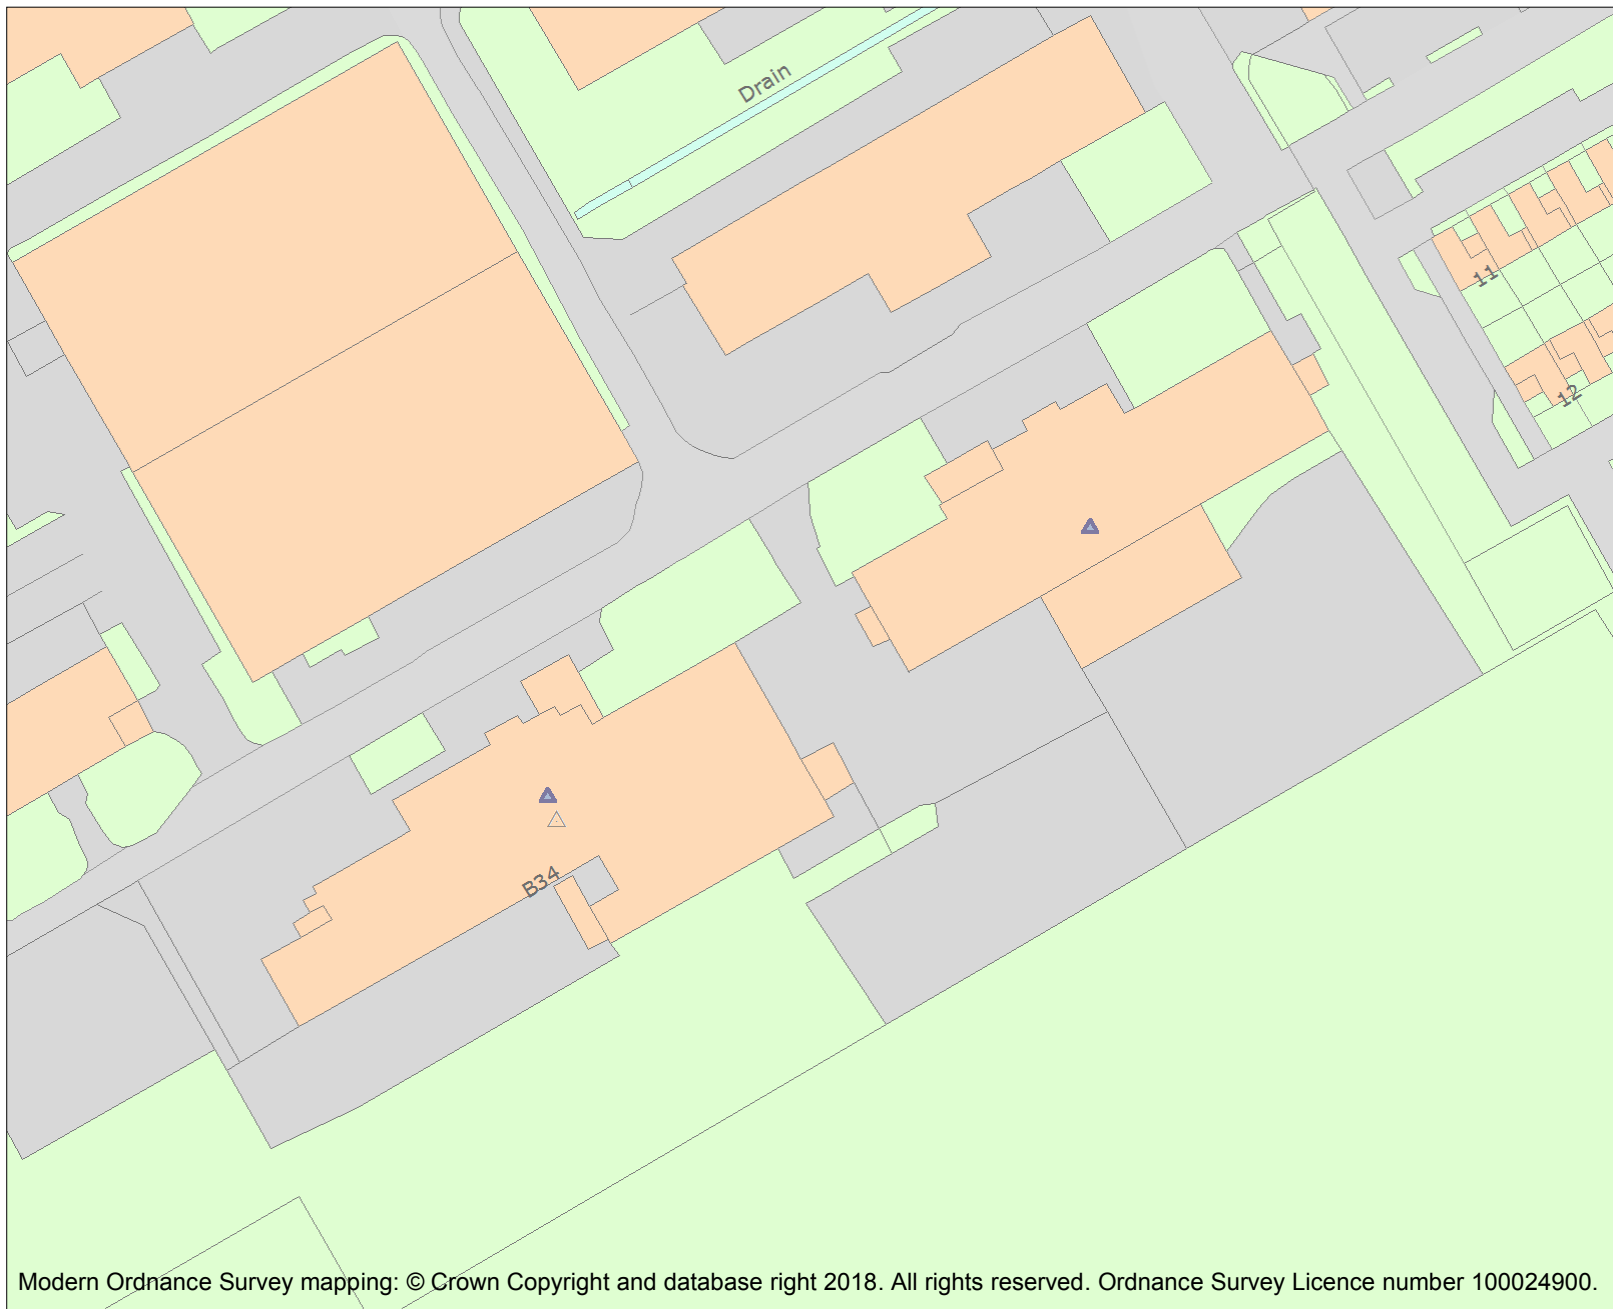 Drain
11
12
B34
Modern Ordnance Survey mapping: © Crown Copyright and database right 2018. All rights reserved. Ordnance Survey Licence number 100024900.